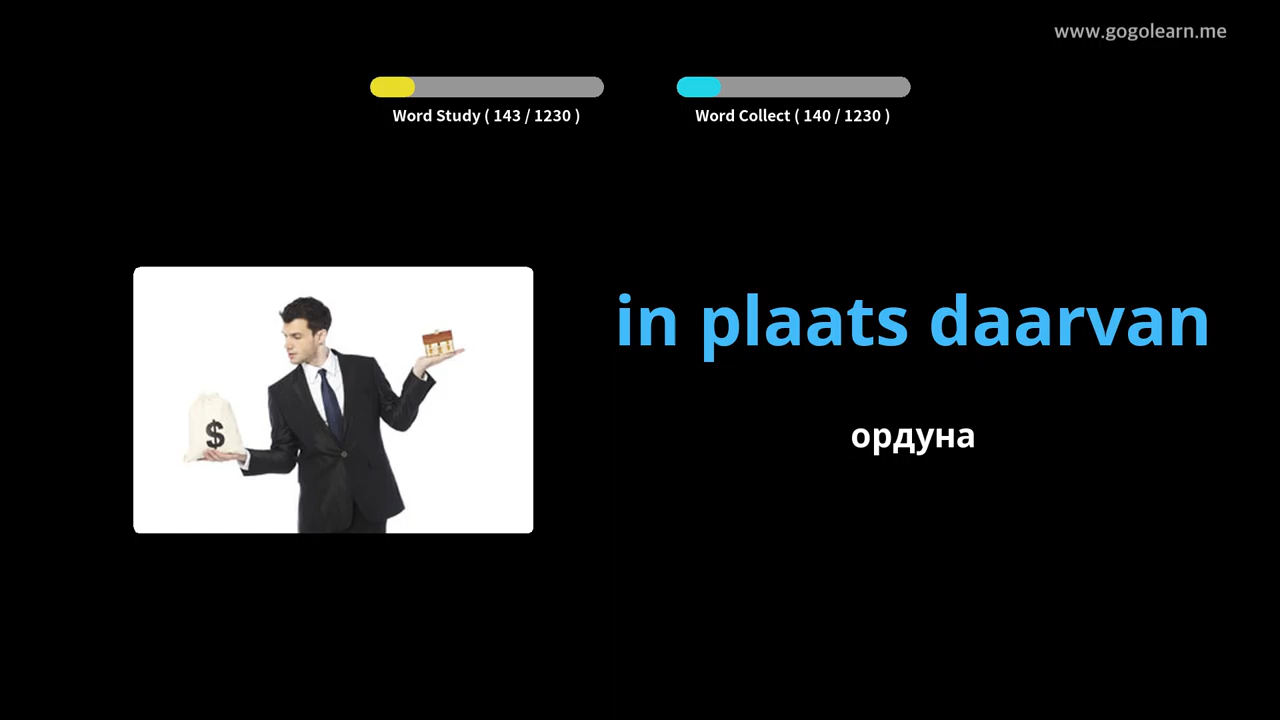 www.gogolearn.me
Word Study ( 143 / 1230 )
Word Collect ( 140 / 1230 )
in plaats daarvan
ордуна
$